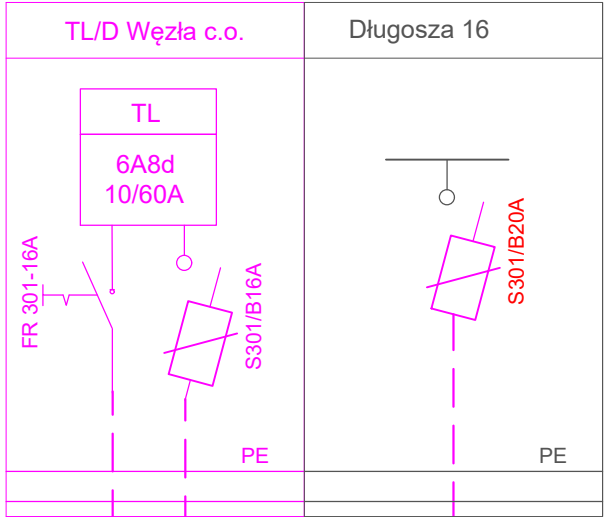 TL/D Węzła c.o.
Długosza 16
TL
6A8d
10/60A
FR 301-16A
S301/B16A
S301/B20A
PE
PE